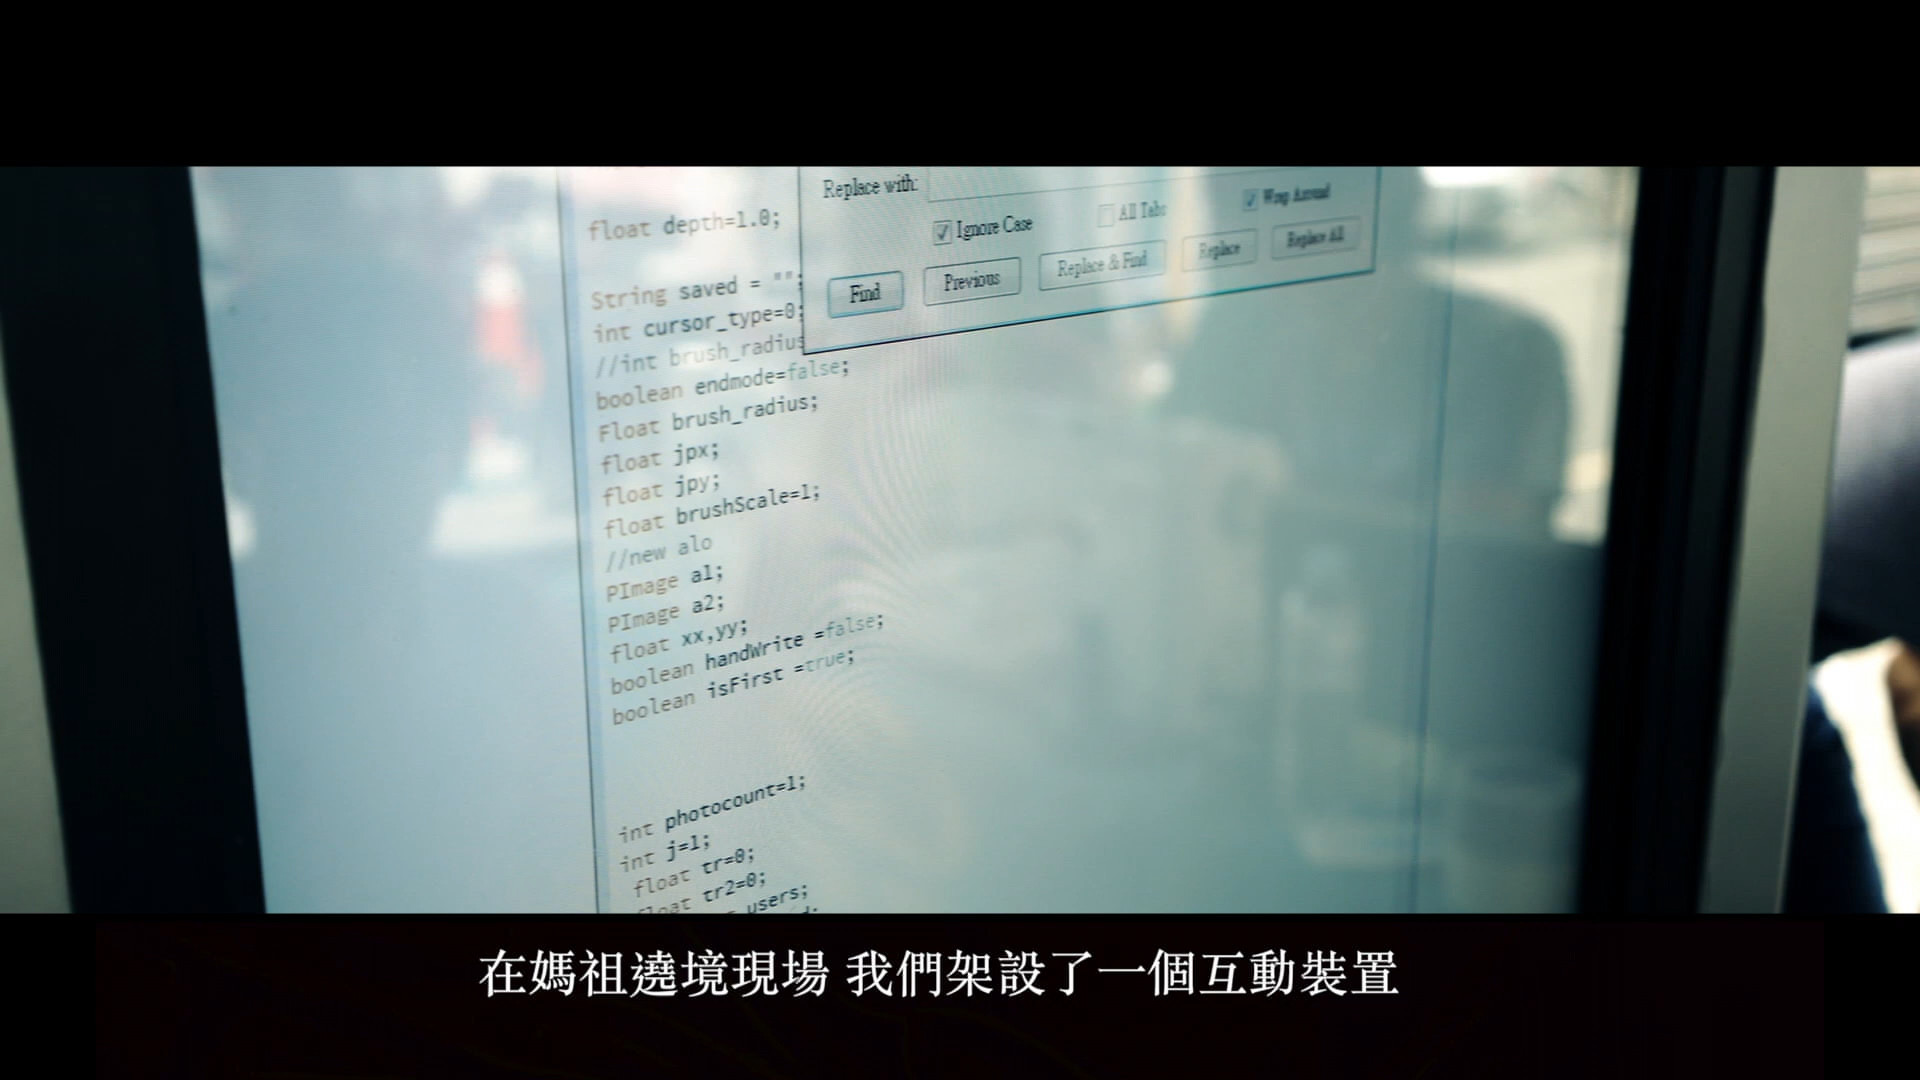 float depth=1.0;
String saved = "";
int cursor_type=0;
//int brush_radius
boolean endmode=false;
Float brush_radius;
float jpx;
float jpy;
float brushScale=1;
//new alo
PImage a1;
PImage a2;
float xx,yy;
boolean handWrite =false;
boolean isFirst =true;
int photocount=1;
int j=1;
float tr=0;
float tr2=0;
users;
Replace with:
Ignore Case
All Tabs
Wrap Around
Find
Previous
Replace & Find
Replace
Replace All
在媽祖遶境現場 我們架設了一個互動裝置